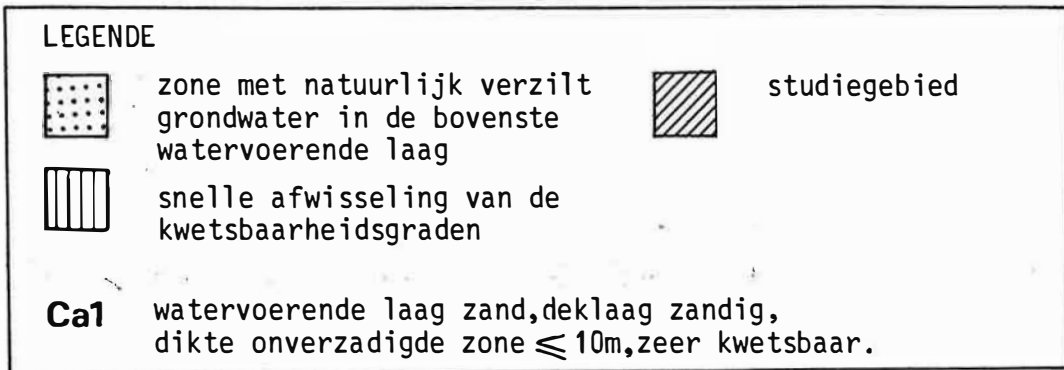 LEGENDE
zone met natuurlijk verzilt
grondwater in de bovenste
watervoerende laag
studiegebied
snelle afwisseling van de
kwetsbaarheidsgraden
Ca1 watervoerende laag zand,deklaag zandig,
dikte onverzadigde zone ⩽ 10m,zeer kwetsbaar.